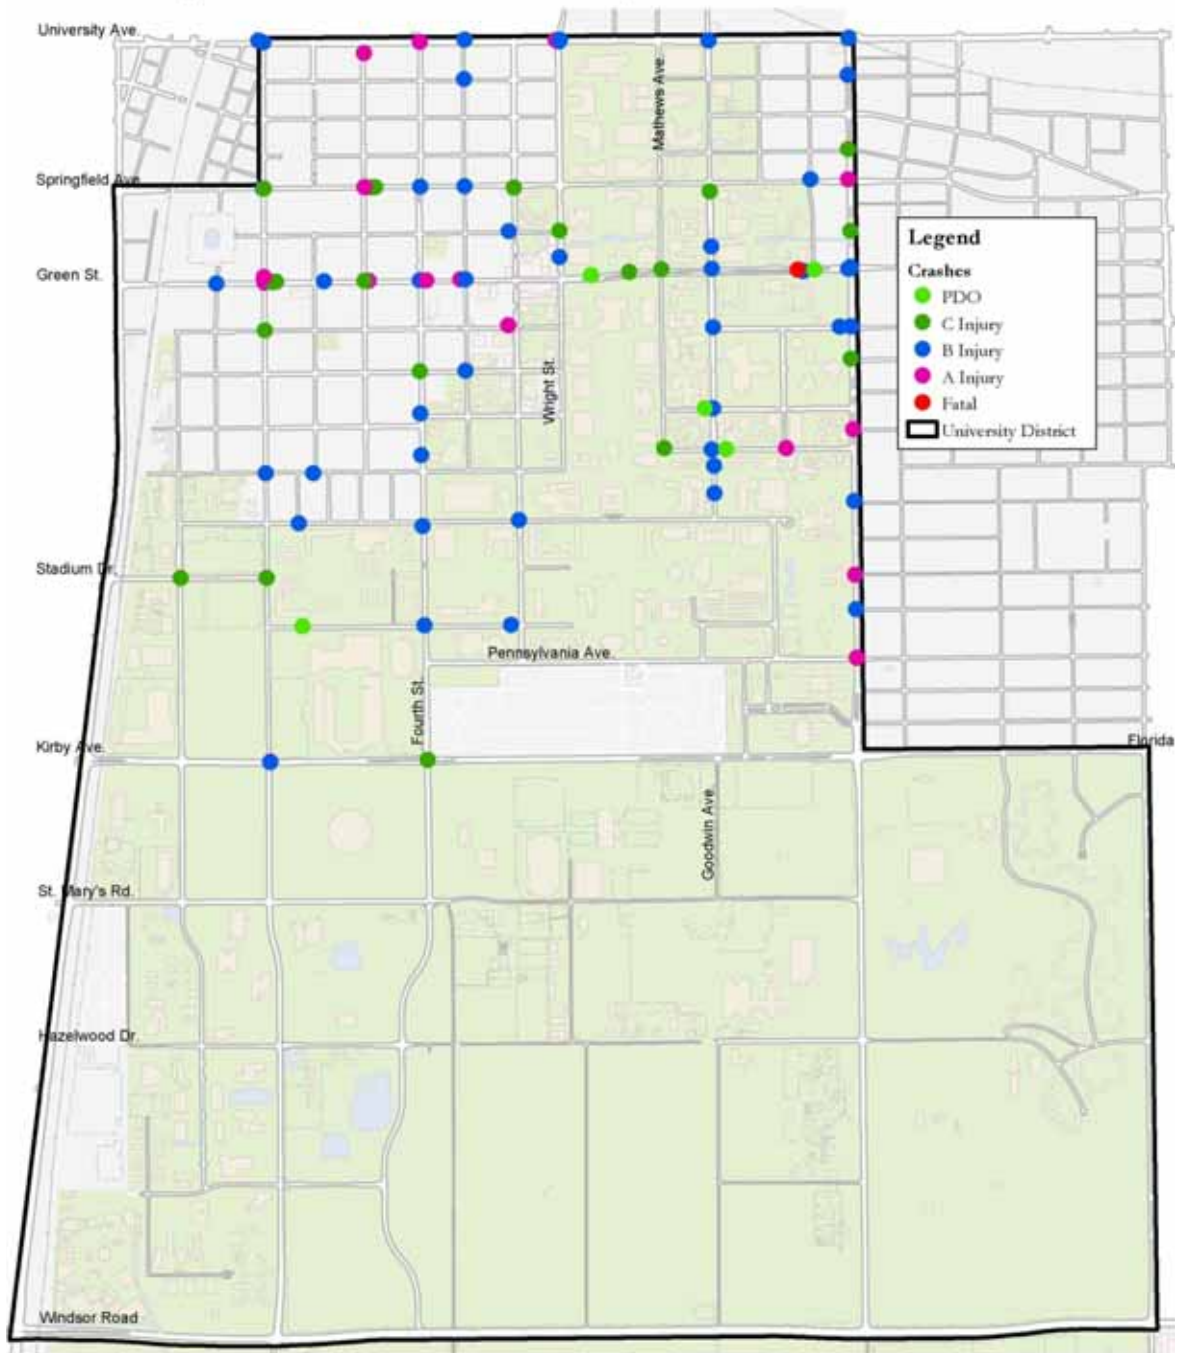 University Ave.
Mathews Ave.
Springfield Ave.
Legend
Crashes
Green St.
PDO
C Injury
B Injury
A Injury
Fatal
University District
Wright St.
Stadium Dr.
Pennsylvania Ave.
Fourth St.
Kirby Ave.
Florida
Goodwin Ave.
St. Mary's Rd.
Hazelwood Dr.
Windsor Road